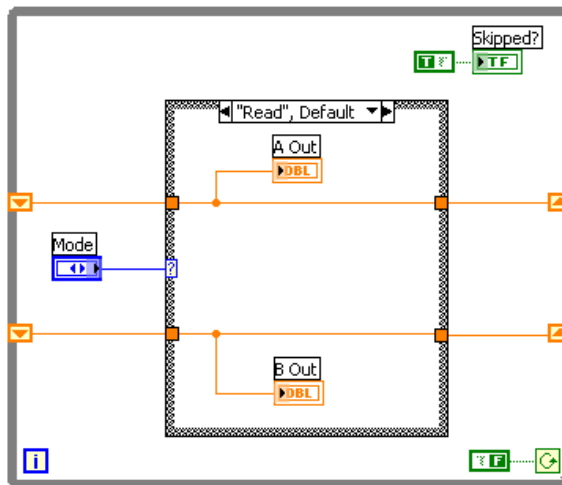 Skipped?
T TF
"Read", Default
A Out
DBL
Mode
?
B Out
DBL
i
F